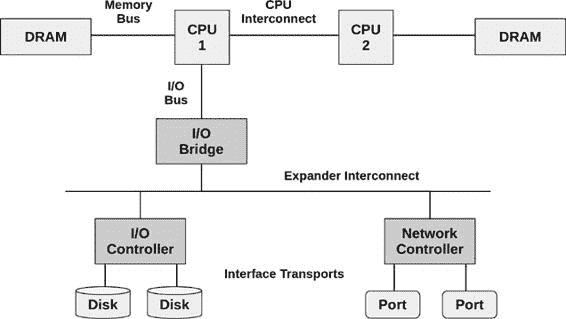 Memory
Bus
CPU
Interconnect
DRAM
CPU
1
CPU
2
DRAM
I/O
Bus
I/O
Bridge
Expander Interconnect
I/O
Controller
Network
Controller
Interface Transports
Disk
Disk
Port
Port